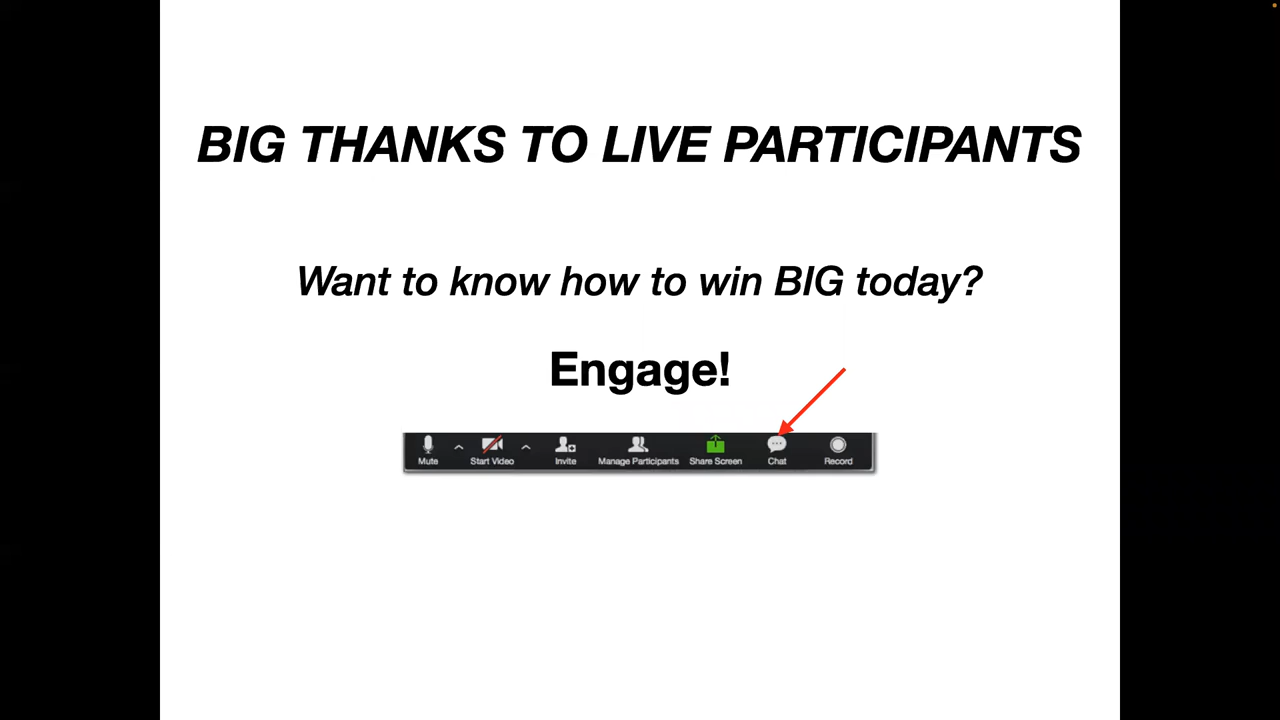 BIG THANKS TO LIVE PARTICIPANTS
Want to know how to win BIG today?
Engage!
Mute Start Video Invite Manage Participants Share Screen Chat Record